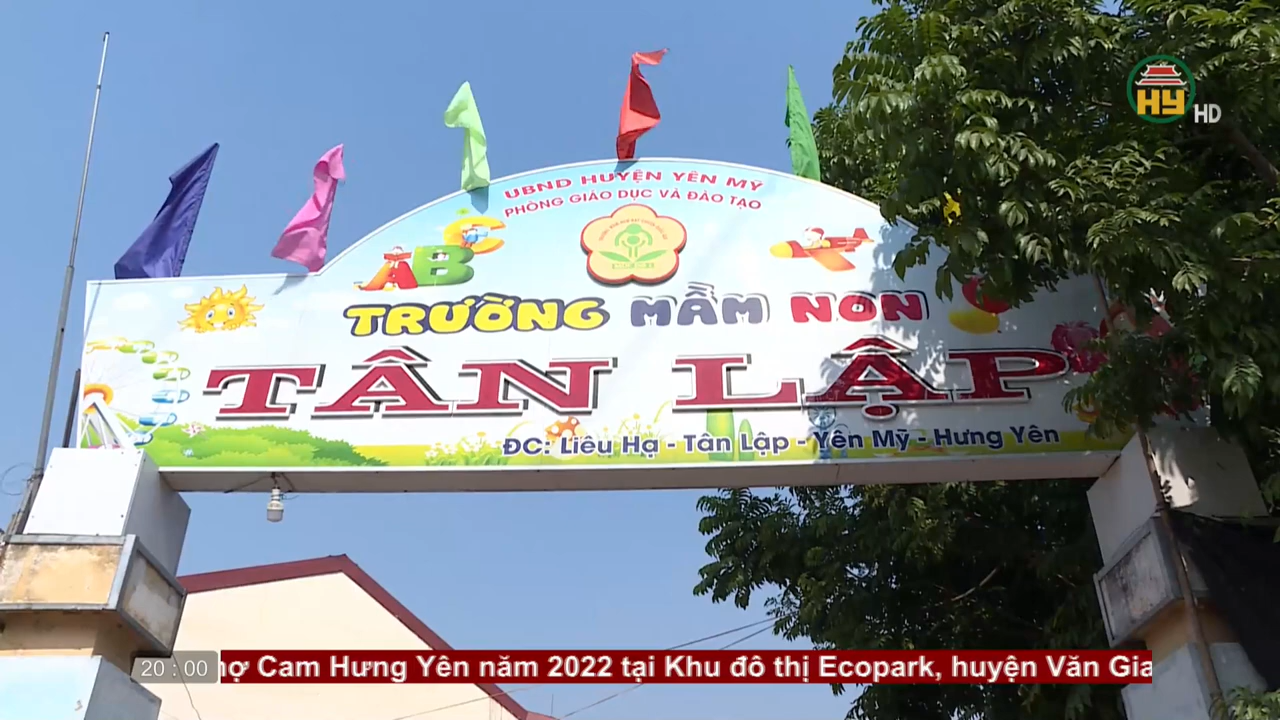 HY HD
UBND HUYỆN YÊN MỸ
PHÒNG GIÁO DỤC VÀ ĐÀO TẠO
ABC
TRƯỜNG MẦM NON
TÂN LẬP
ĐC: Liêu Hạ - Tân Lập - Yên Mỹ - Hưng Yên
20 : 00
ợ Cam Hưng Yên năm 2022 tại Khu đô thị Ecopark, huyện Văn Gia